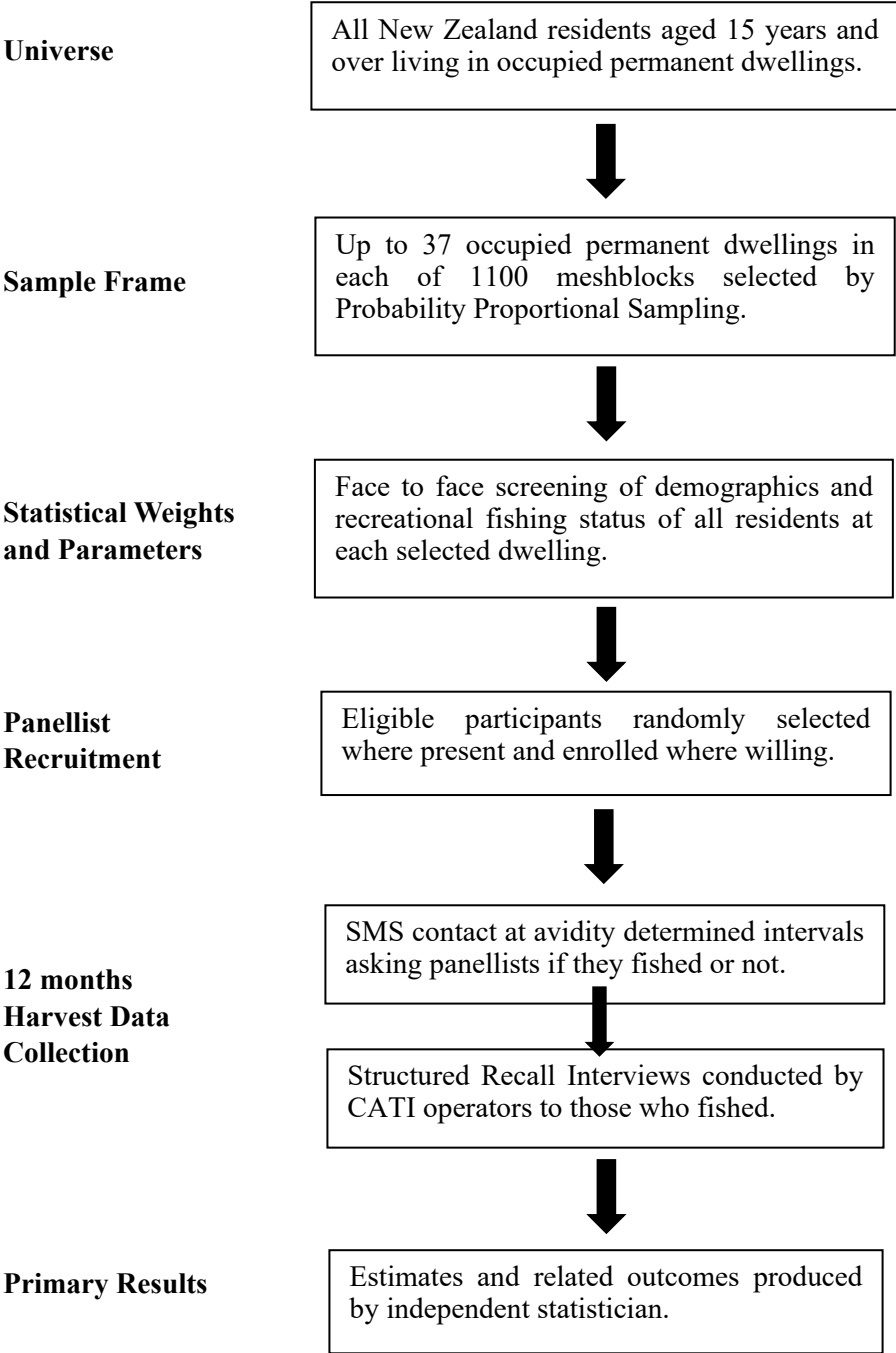 Universe
All New Zealand residents aged 15 years and
over living in occupied permanent dwellings.
Sample Frame
Up to 37 occupied permanent dwellings in
each of 1100 meshblocks selected by
Probability Proportional Sampling.
Statistical Weights
and Parameters
Face to face screening of demographics and
recreational fishing status of all residents at
each selected dwelling.
Panellist
Recruitment
Eligible participants randomly selected
where present and enrolled where willing.
12 months
Harvest Data
Collection
SMS contact at avidity determined intervals
asking panellists if they fished or not.
Structured Recall Interviews conducted by
CATI operators to those who fished.
Primary Results
Estimates and related outcomes produced
by independent statistician.